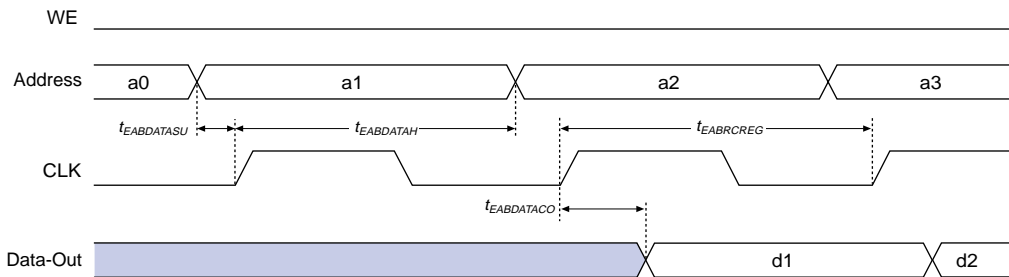 WE
Address a0 a1 a2 a3
tEABDATASU tEABDATAH tEABRCREG
CLK
tEABDATACO
Data-Out d1 d2